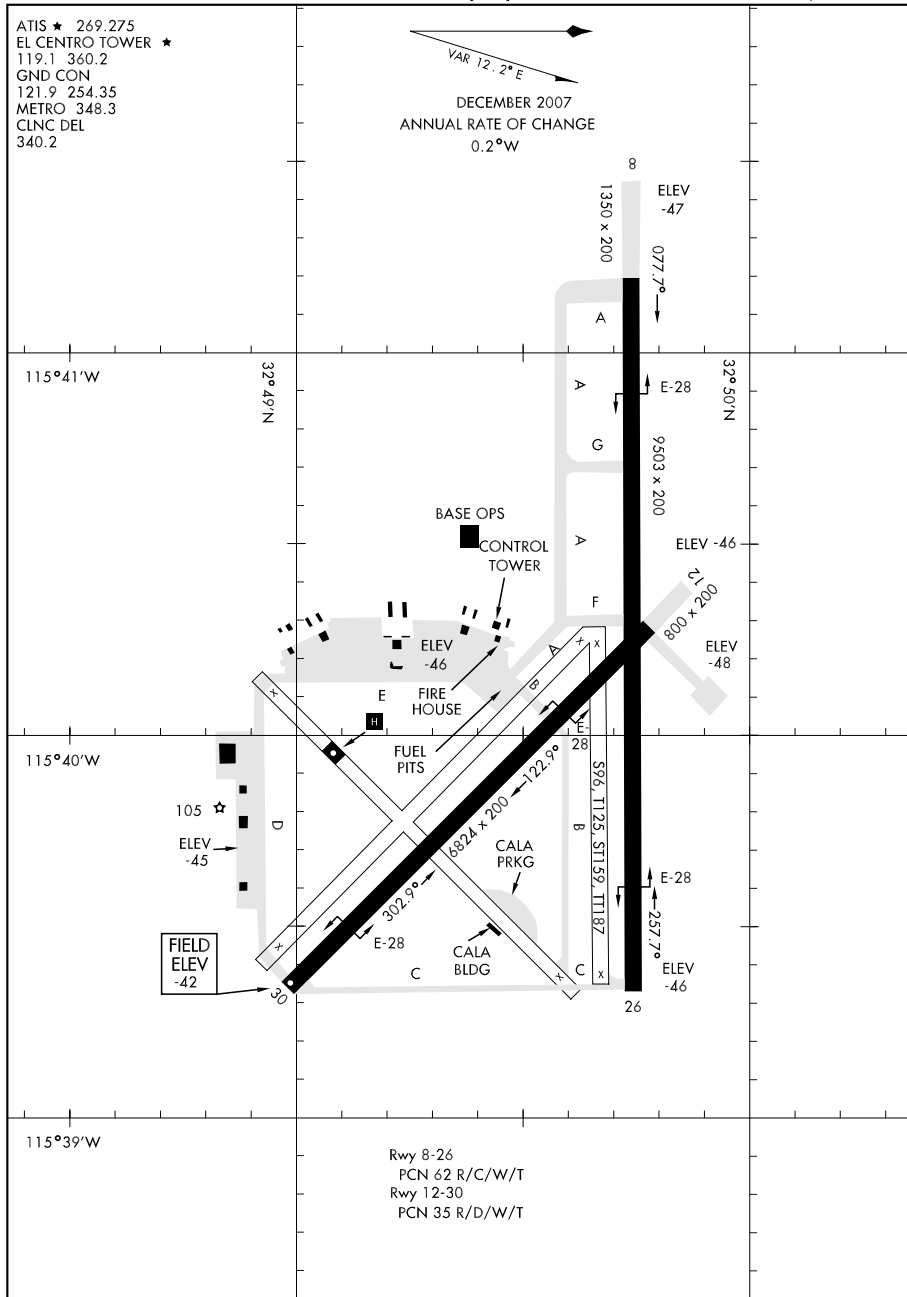 ATIS ★ 269.275
EL CENTRO TOWER ★
119.1 360.2
GND CON
121.9 254.35
METRO 348.3
CLNC DEL
340.2
VAR 12.2° E
DECEMBER 2007
ANNUAL RATE OF CHANGE
0.2°W
8
1350 x 200
ELEV
-47
077.7°
A
115°41'W
32°49'N
32°50'N
A
E-28
G
9503 x 200
BASE OPS
CONTROL
TOWER
A
ELEV -46
12
800 x 200
F
x
x
A
ELEV
-46
ELEV
-48
x
E
FIRE
HOUSE
B
H
E-
28
FUEL
PITS
115°40'W
122.9°
S96, T125, ST159, TT187
105
ELEV
-45
D
6824 x 200
B
CALA
PRKG
302.9°
E-28
257.7°
x
E-28
CALA
BLDG
FIELD
ELEV
-42
C
x
C
x
ELEV
-46
30
26
115°39'W
Rwy 8-26
PCN 62 R/C/W/T
Rwy 12-30
PCN 35 R/D/W/T